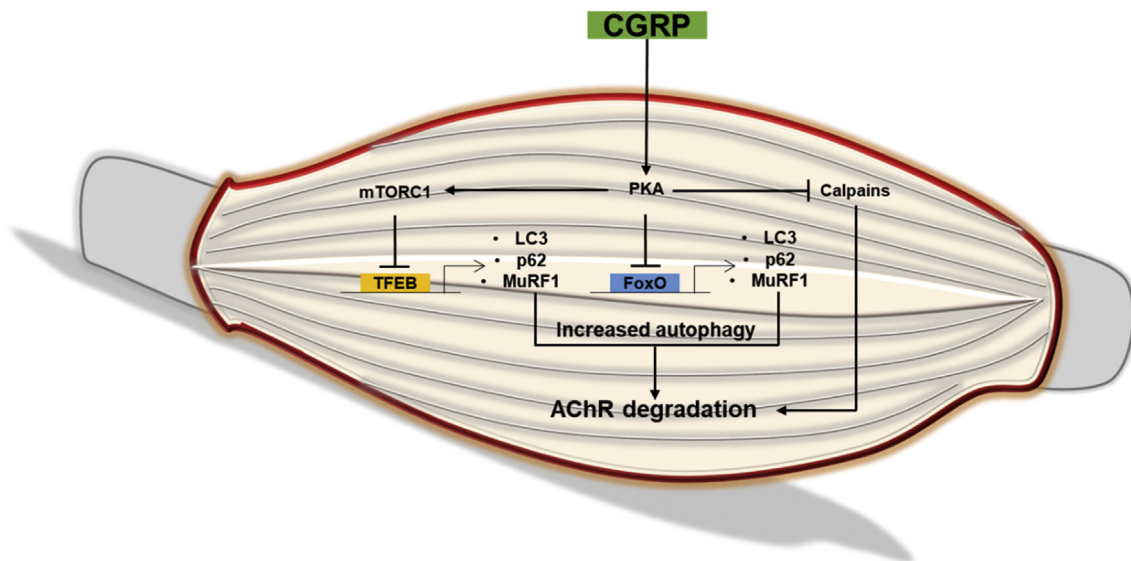 CGRP
mTORC1
PKA
Calpains
• LC3
• p62
• MuRF1
TFEB
• LC3
• p62
• MuRF1
FoxO
Increased autophagy
AChR degradation